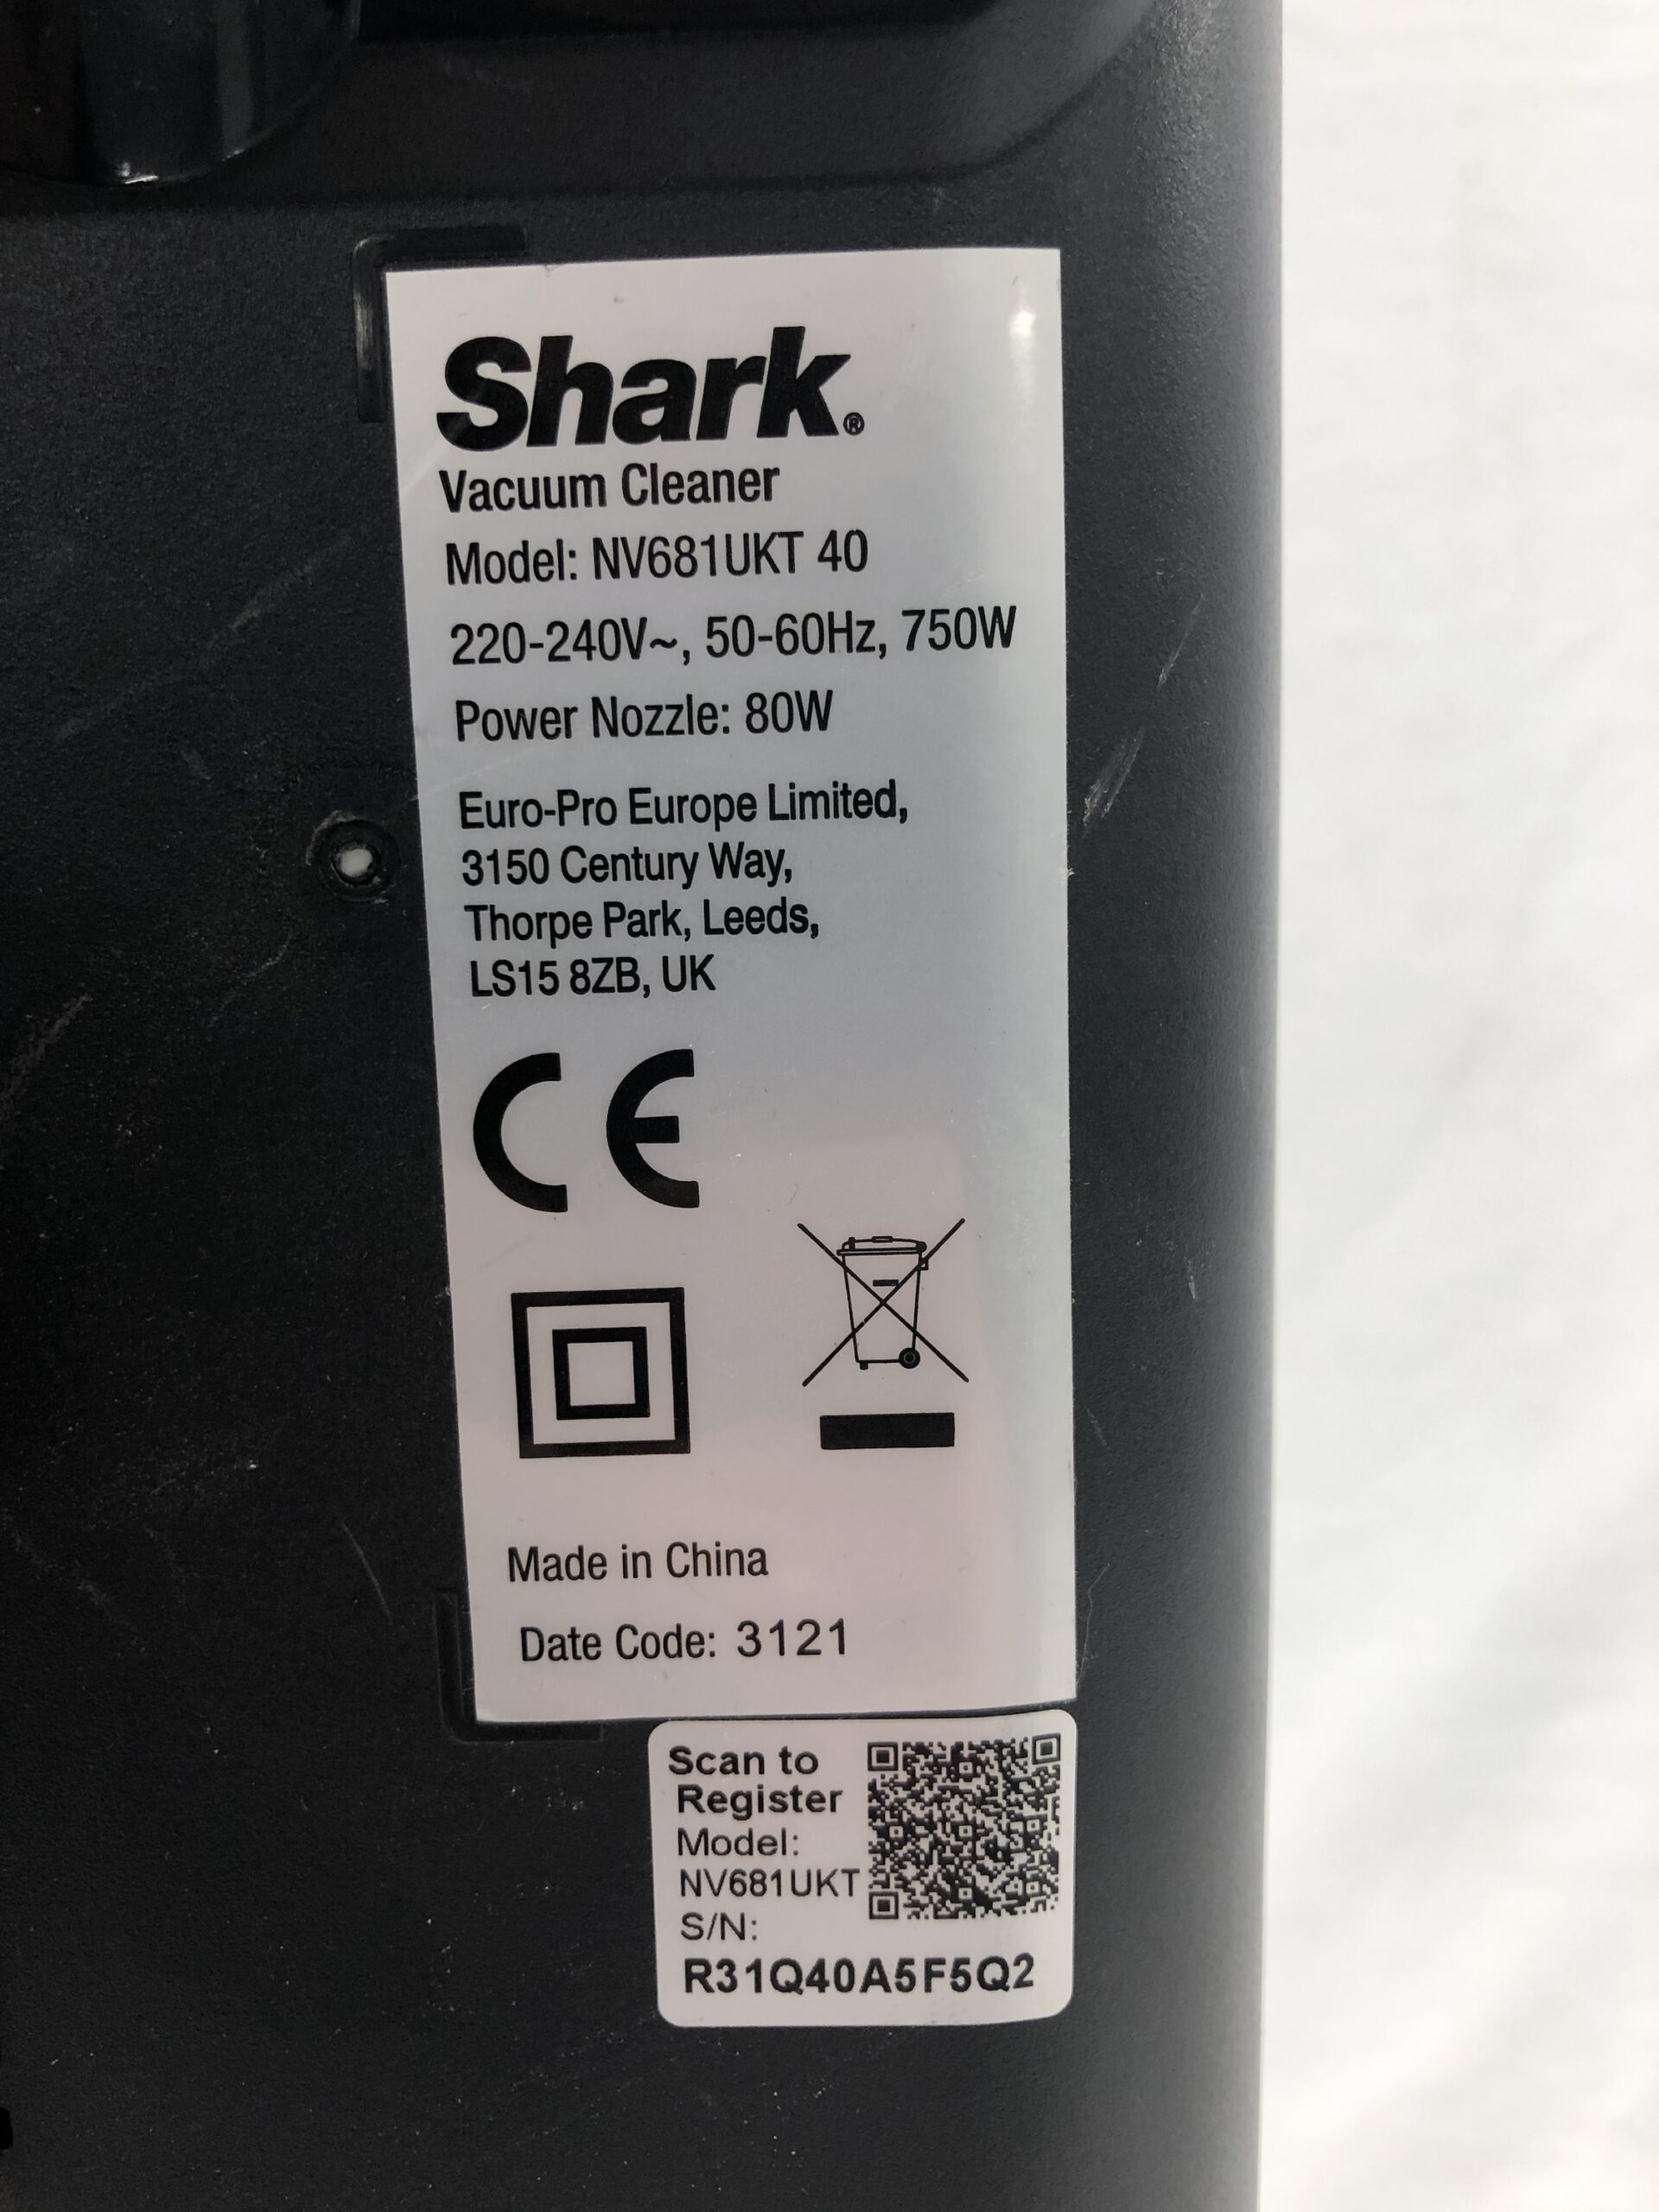 Shark®
Vacuum Cleaner
Model: NV681UKT 40
220-240V~, 50-60Hz, 750W
Power Nozzle: 80W
Euro-Pro Europe Limited,
3150 Century Way,
Thorpe Park, Leeds,
LS15 8ZB, UK
CE
Made in China
Date Code: 3121
Scan to
Register
Model:
NV681UKT
S/N:
R31Q40A5F5Q2